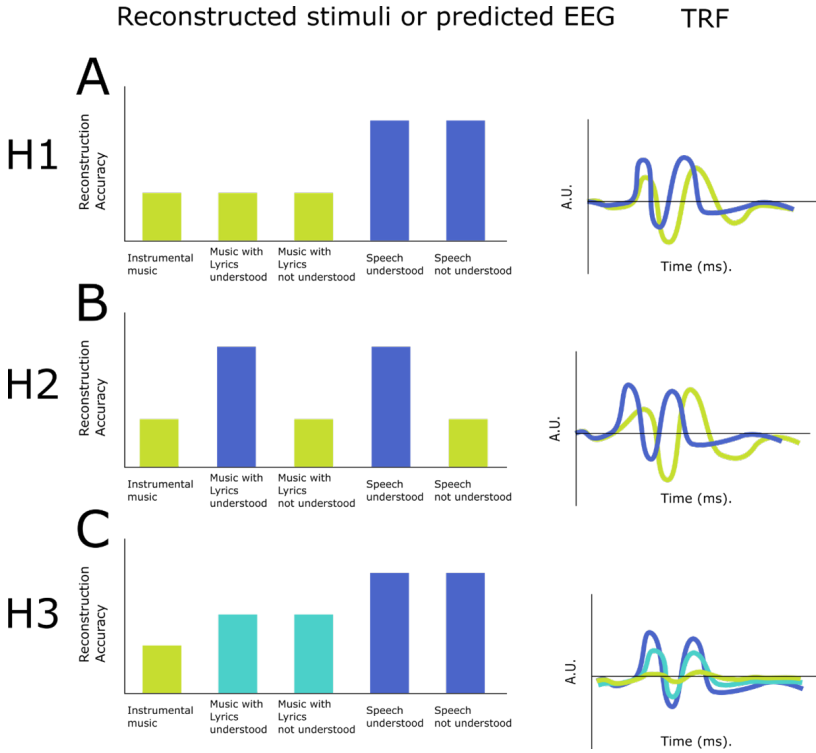 Reconstructed stimuli or predicted EEG
TRF
A
H1
Reconstruction
Accuracy
Instrumental
music
Music with
Lyrics
understood
Music with
Lyrics
not understood
Speech
understood
Speech
not understood
A.U.
Time (ms).
B
H2
Reconstruction
Accuracy
Instrumental
music
Music with
Lyrics
understood
Music with
Lyrics
not understood
Speech
understood
Speech
not understood
A.U.
Time (ms).
C
H3
Reconstruction
Accuracy
Instrumental
music
Music with
Lyrics
understood
Music with
Lyrics
not understood
Speech
understood
Speech
not understood
A.U.
Time (ms).